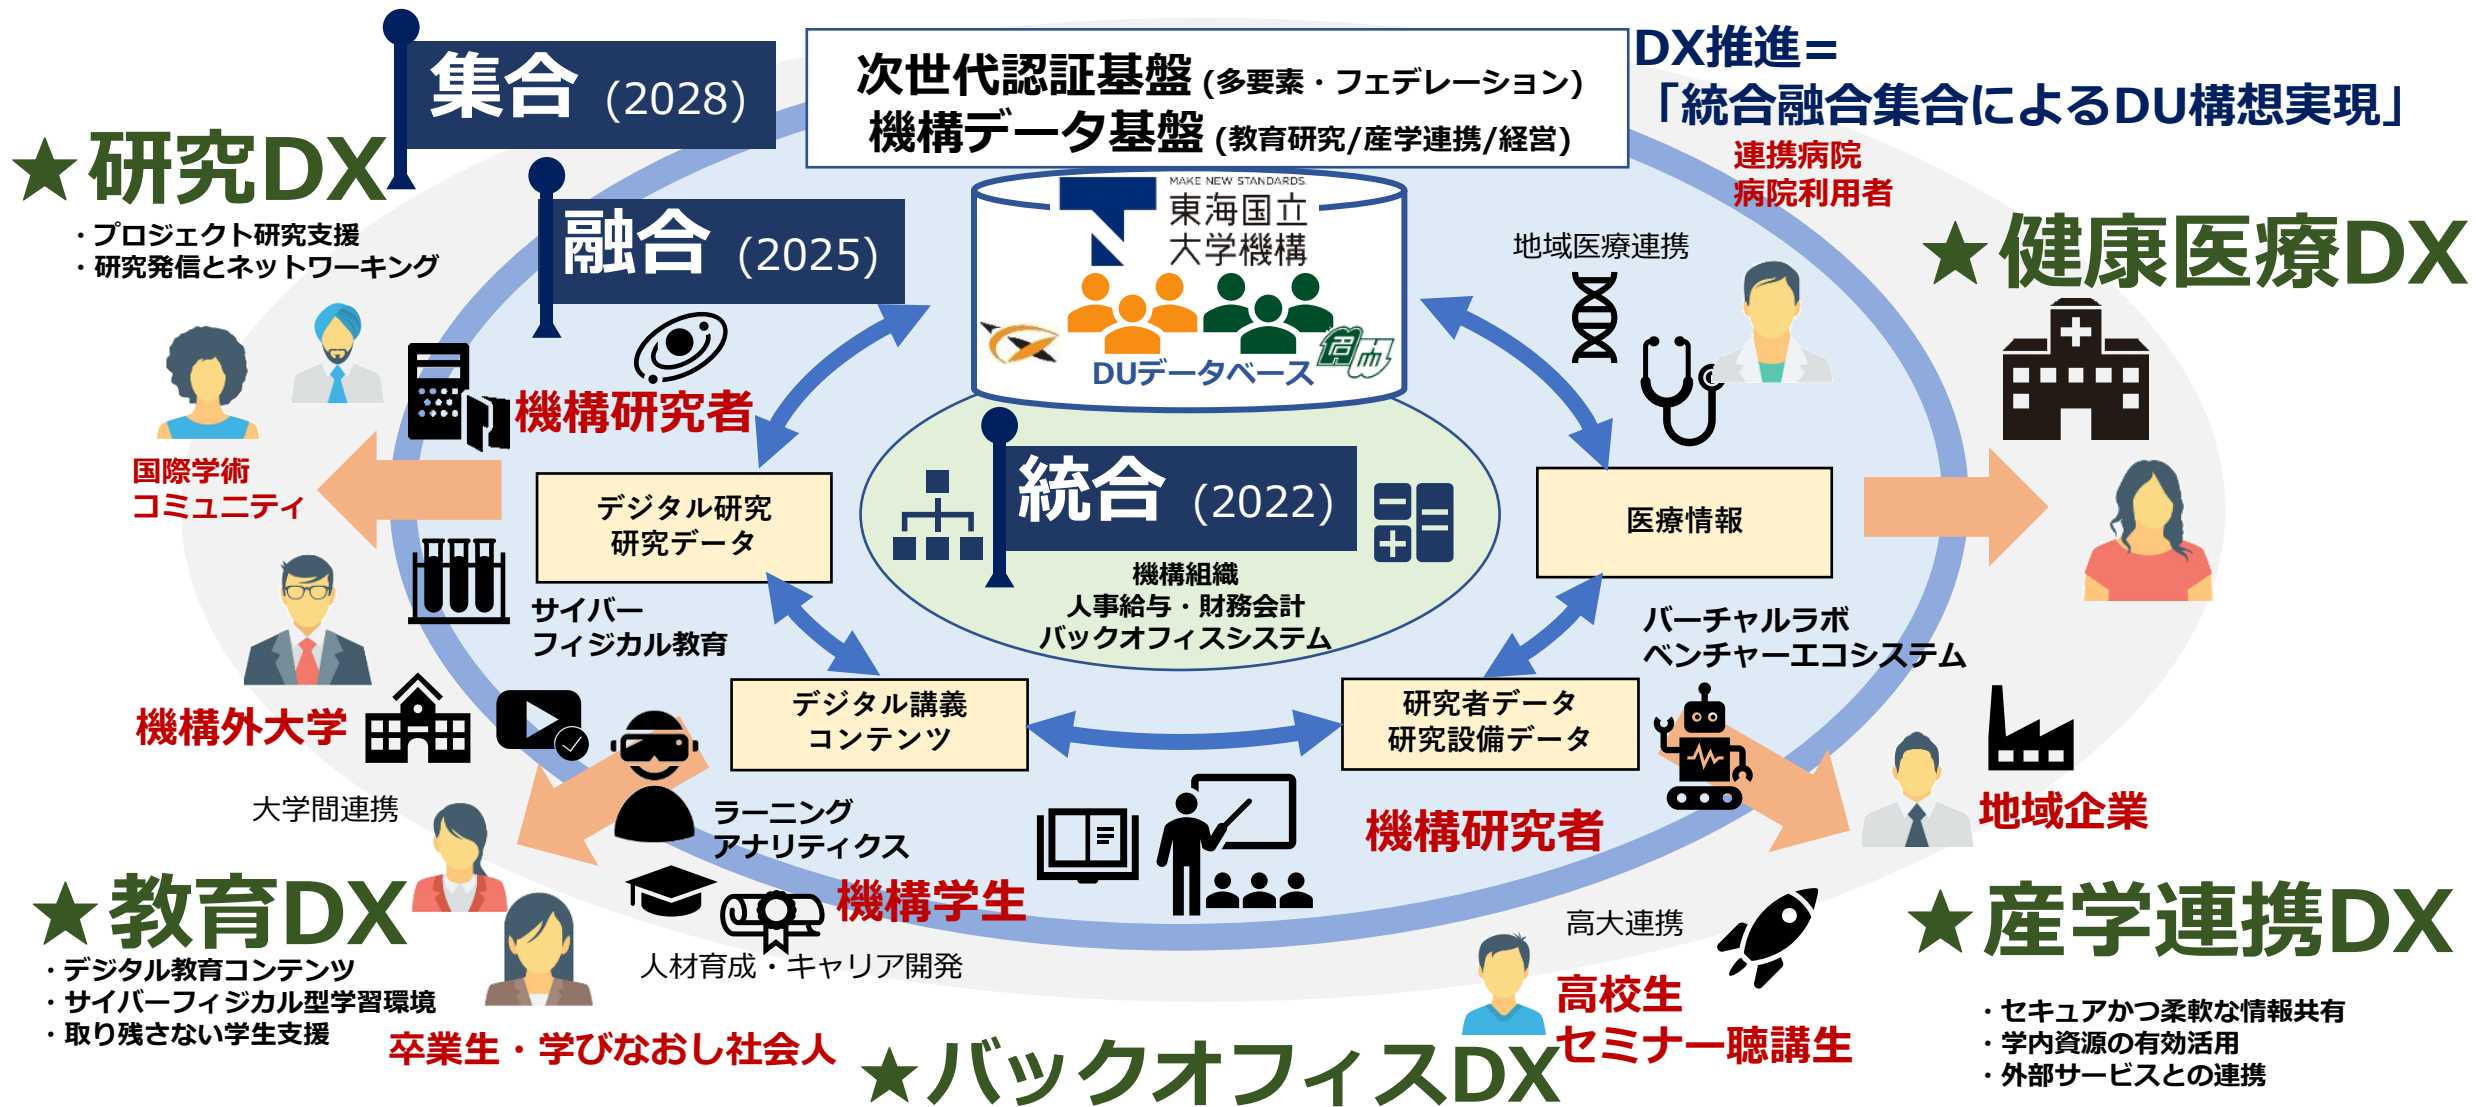 集合 (2028)
次世代認証基盤 (多要素・フェデレーション)
機構データ基盤 (教育研究/産学連携/経営)
DX推進=
「統合融合集合によるDU構想実現」
連携病院
病院利用者
★研究DX
・プロジェクト研究支援
・研究発信とネットワーキング
融合 (2025)
MAKE NEW STANDARDS.
東海国立
大学機構
DUデータベース
地域医療連携
★健康医療DX
機構研究者
国際学術
コミュニティ
デジタル研究
研究データ
統合 (2022)
機構組織
人事給与・財務会計
バックオフィスシステム
医療情報
サイバー
フィジカル教育
バーチャルラボ
ベンチャーエコシステム
機構外大学
デジタル講義
コンテンツ
研究者データ
研究設備データ
大学間連携
ラーニング
アナリティクス
機構研究者
地域企業
★教育DX
・デジタル教育コンテンツ
・サイバーフィジカル型学習環境
・取り残さない学生支援
機構学生
人材育成・キャリア開発
卒業生・学びなおし社会人
高大連携
高校生
セミナー聴講生
★産学連携DX
・セキュアかつ柔軟な情報共有
・学内資源の有効活用
・外部サービスとの連携
★バックオフィスDX